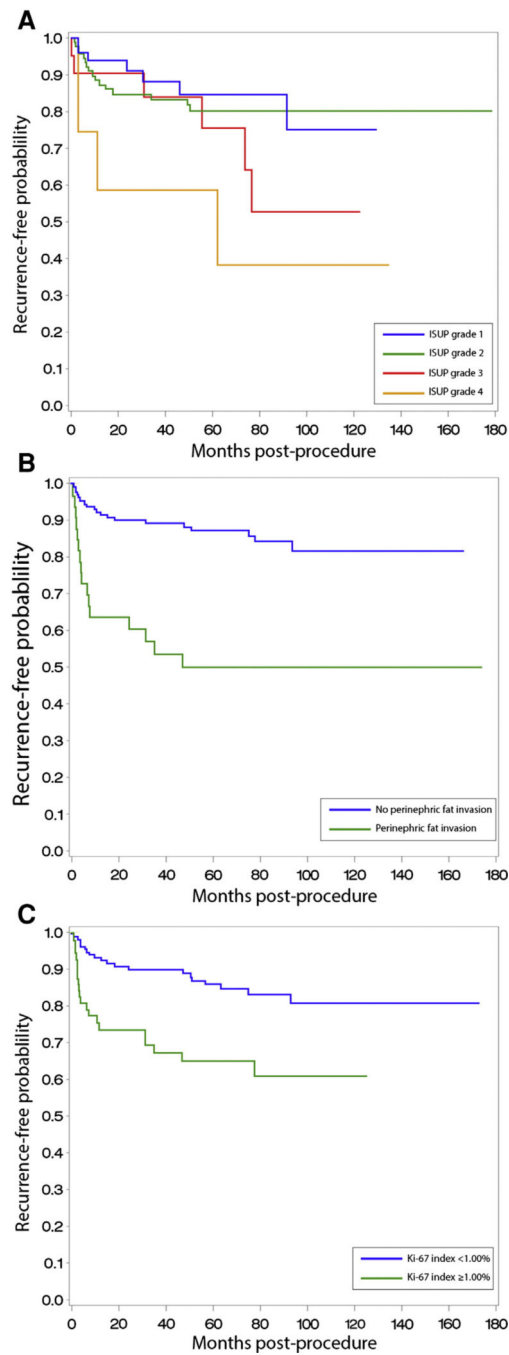 A
Recurrence-free probablility
1.0
0.9
0.8
0.7
0.6
0.5
0.4
0.3
0.2
0.1
0.0
ISUP grade 1
ISUP grade 2
ISUP grade 3
ISUP grade 4
0 20 40 60 80 100 120 140 160 180
Months post-procedure
B
Recurrence-free probablility
1.0
0.9
0.8
0.7
0.6
0.5
0.4
0.3
0.2
0.1
0.0
No perinephric fat invasion
Perinephric fat invasion
0 20 40 60 80 100 120 140 160 180
Months post-procedure
C
Recurrence-free probablility
1.0
0.9
0.8
0.7
0.6
0.5
0.4
0.3
0.2
0.1
0.0
Ki-67 index <1.00%
Ki-67 index ≥1.00%
0 20 40 60 80 100 120 140 160 180
Months post-procedure